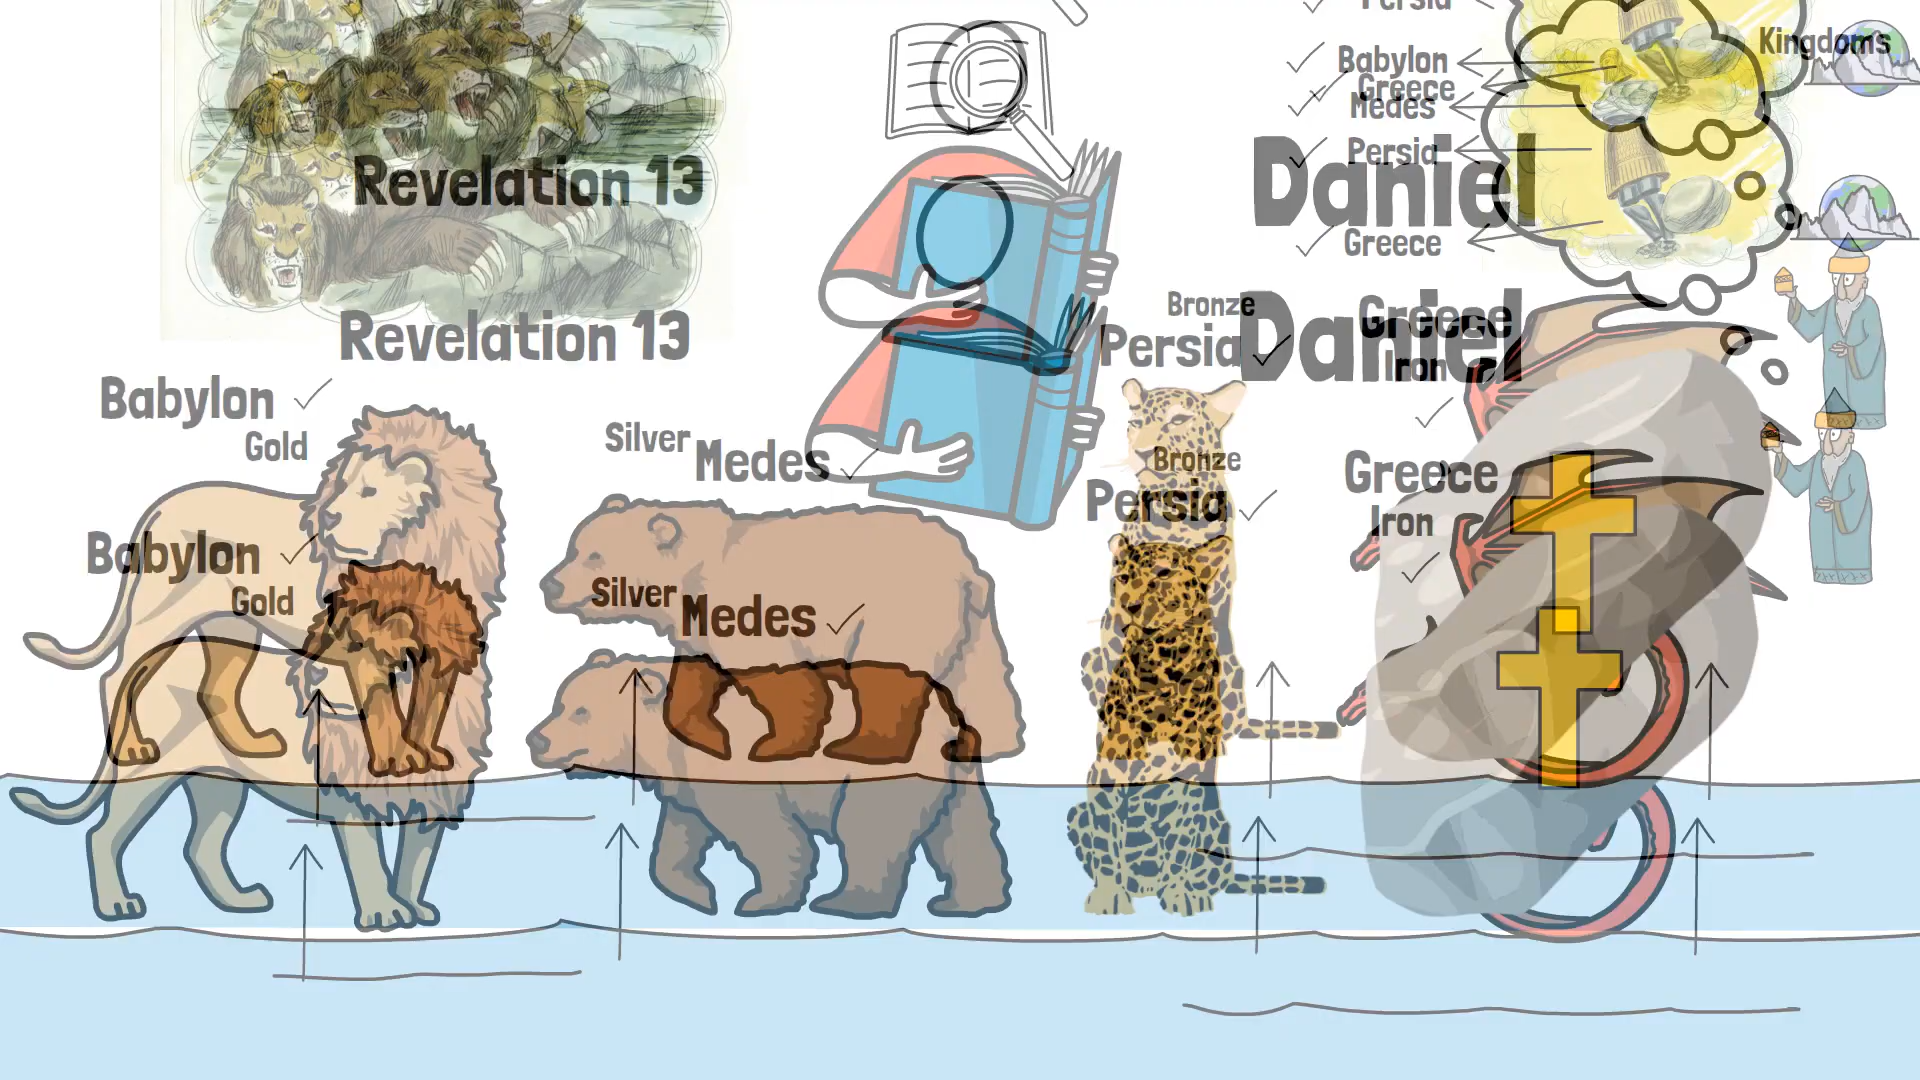 Persia
Kingdoms
Babylon
Greece
Medes
Persia
Daniel
Revelation 13
Greece
Bronze
Greece
Persia
Daniel
Revelation 13
Iron
Babylon
Gold
Silver
Medes
Bronze
Greece
Persia
Iron
Babylon
Gold
Silver
Medes